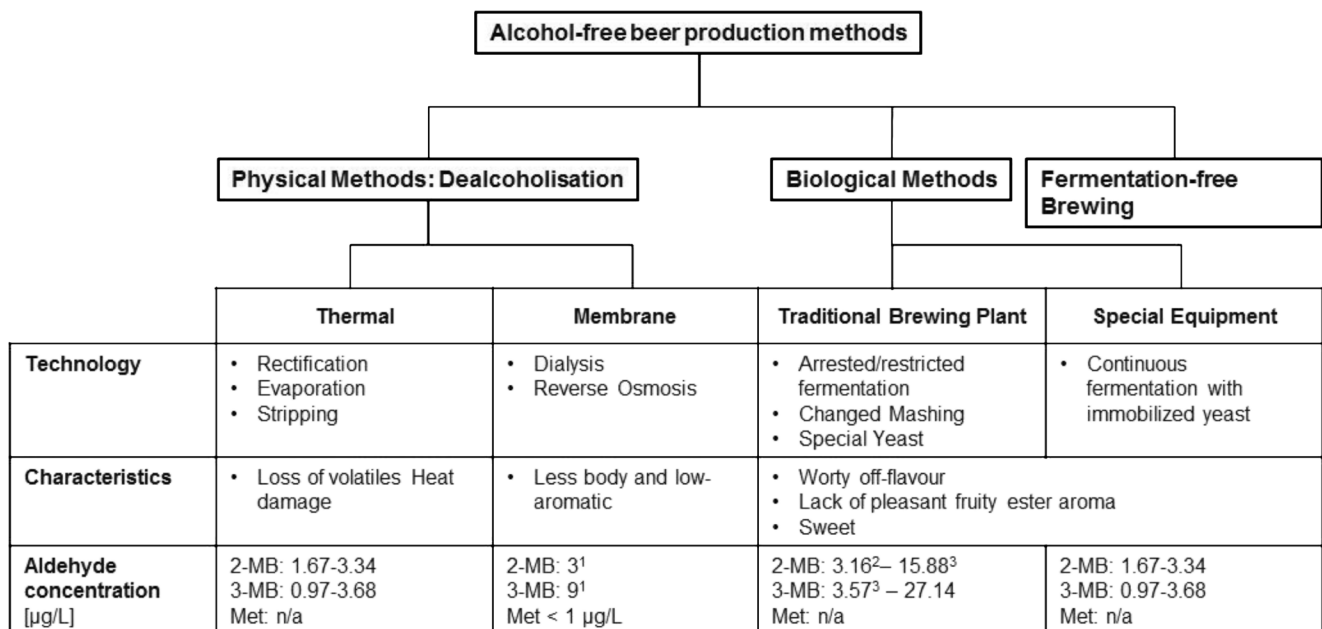 Alcohol-free beer production methods
Physical Methods: Dealcoholisation
Biological Methods
Fermentation-free
Brewing
Thermal
Membrane
Traditional Brewing Plant
Special Equipment
Technology
• Rectification
• Evaporation
• Stripping
• Dialysis
• Reverse Osmosis
• Arrested/restricted
fermentation
• Changed Mashing
• Special Yeast
• Continuous
fermentation with
immobilized yeast
Characteristics
• Loss of volatiles Heat
damage
• Less body and low-
aromatic
• Worty off-flavour
• Lack of pleasant fruity ester aroma
• Sweet
Aldehyde
concentration
[µg/L]
2-MB: 1.67-3.34
3-MB: 0.97-3.68
Met: n/a
2-MB: 3¹
3-MB: 9¹
Met < 1 µg/L
2-MB: 3.16²– 15.88³
3-MB: 3.57³ – 27.14
Met: n/a
2-MB: 1.67-3.34
3-MB: 0.97-3.68
Met: n/a